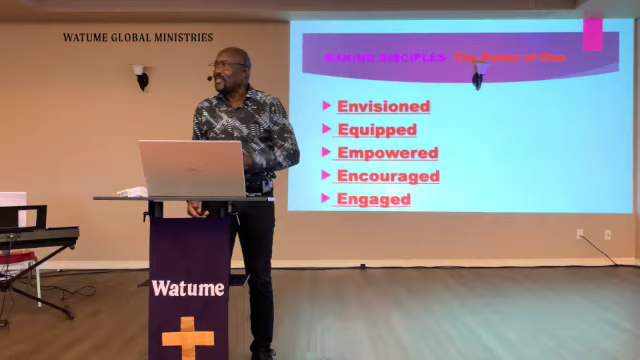 WATUME GLOBAL MINISTRIES
MAKING DISCIPLES- The Power of One
Envisioned
Equipped
Empowered
Encouraged
Engaged
Watume